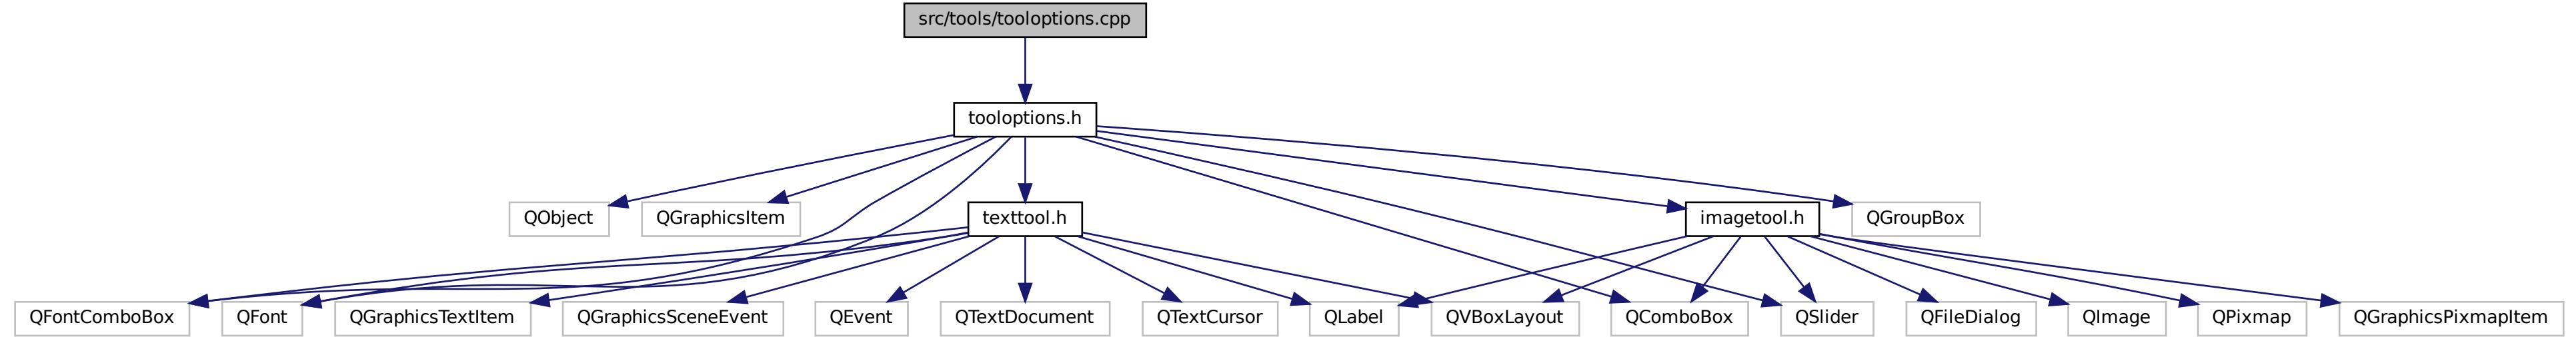 src/tools/tooloptions.cpp
tooloptions.h
QObject
QGraphicsItem
texttool.h
imagetool.h
QGroupBox
QFontComboBox
QFont
QGraphicsTextItem
QGraphicsSceneEvent
QEvent
QTextDocument
QTextCursor
QLabel
QVBoxLayout
QComboBox
QSlider
QFileDialog
QImage
QPixmap
QGraphicsPixmapItem